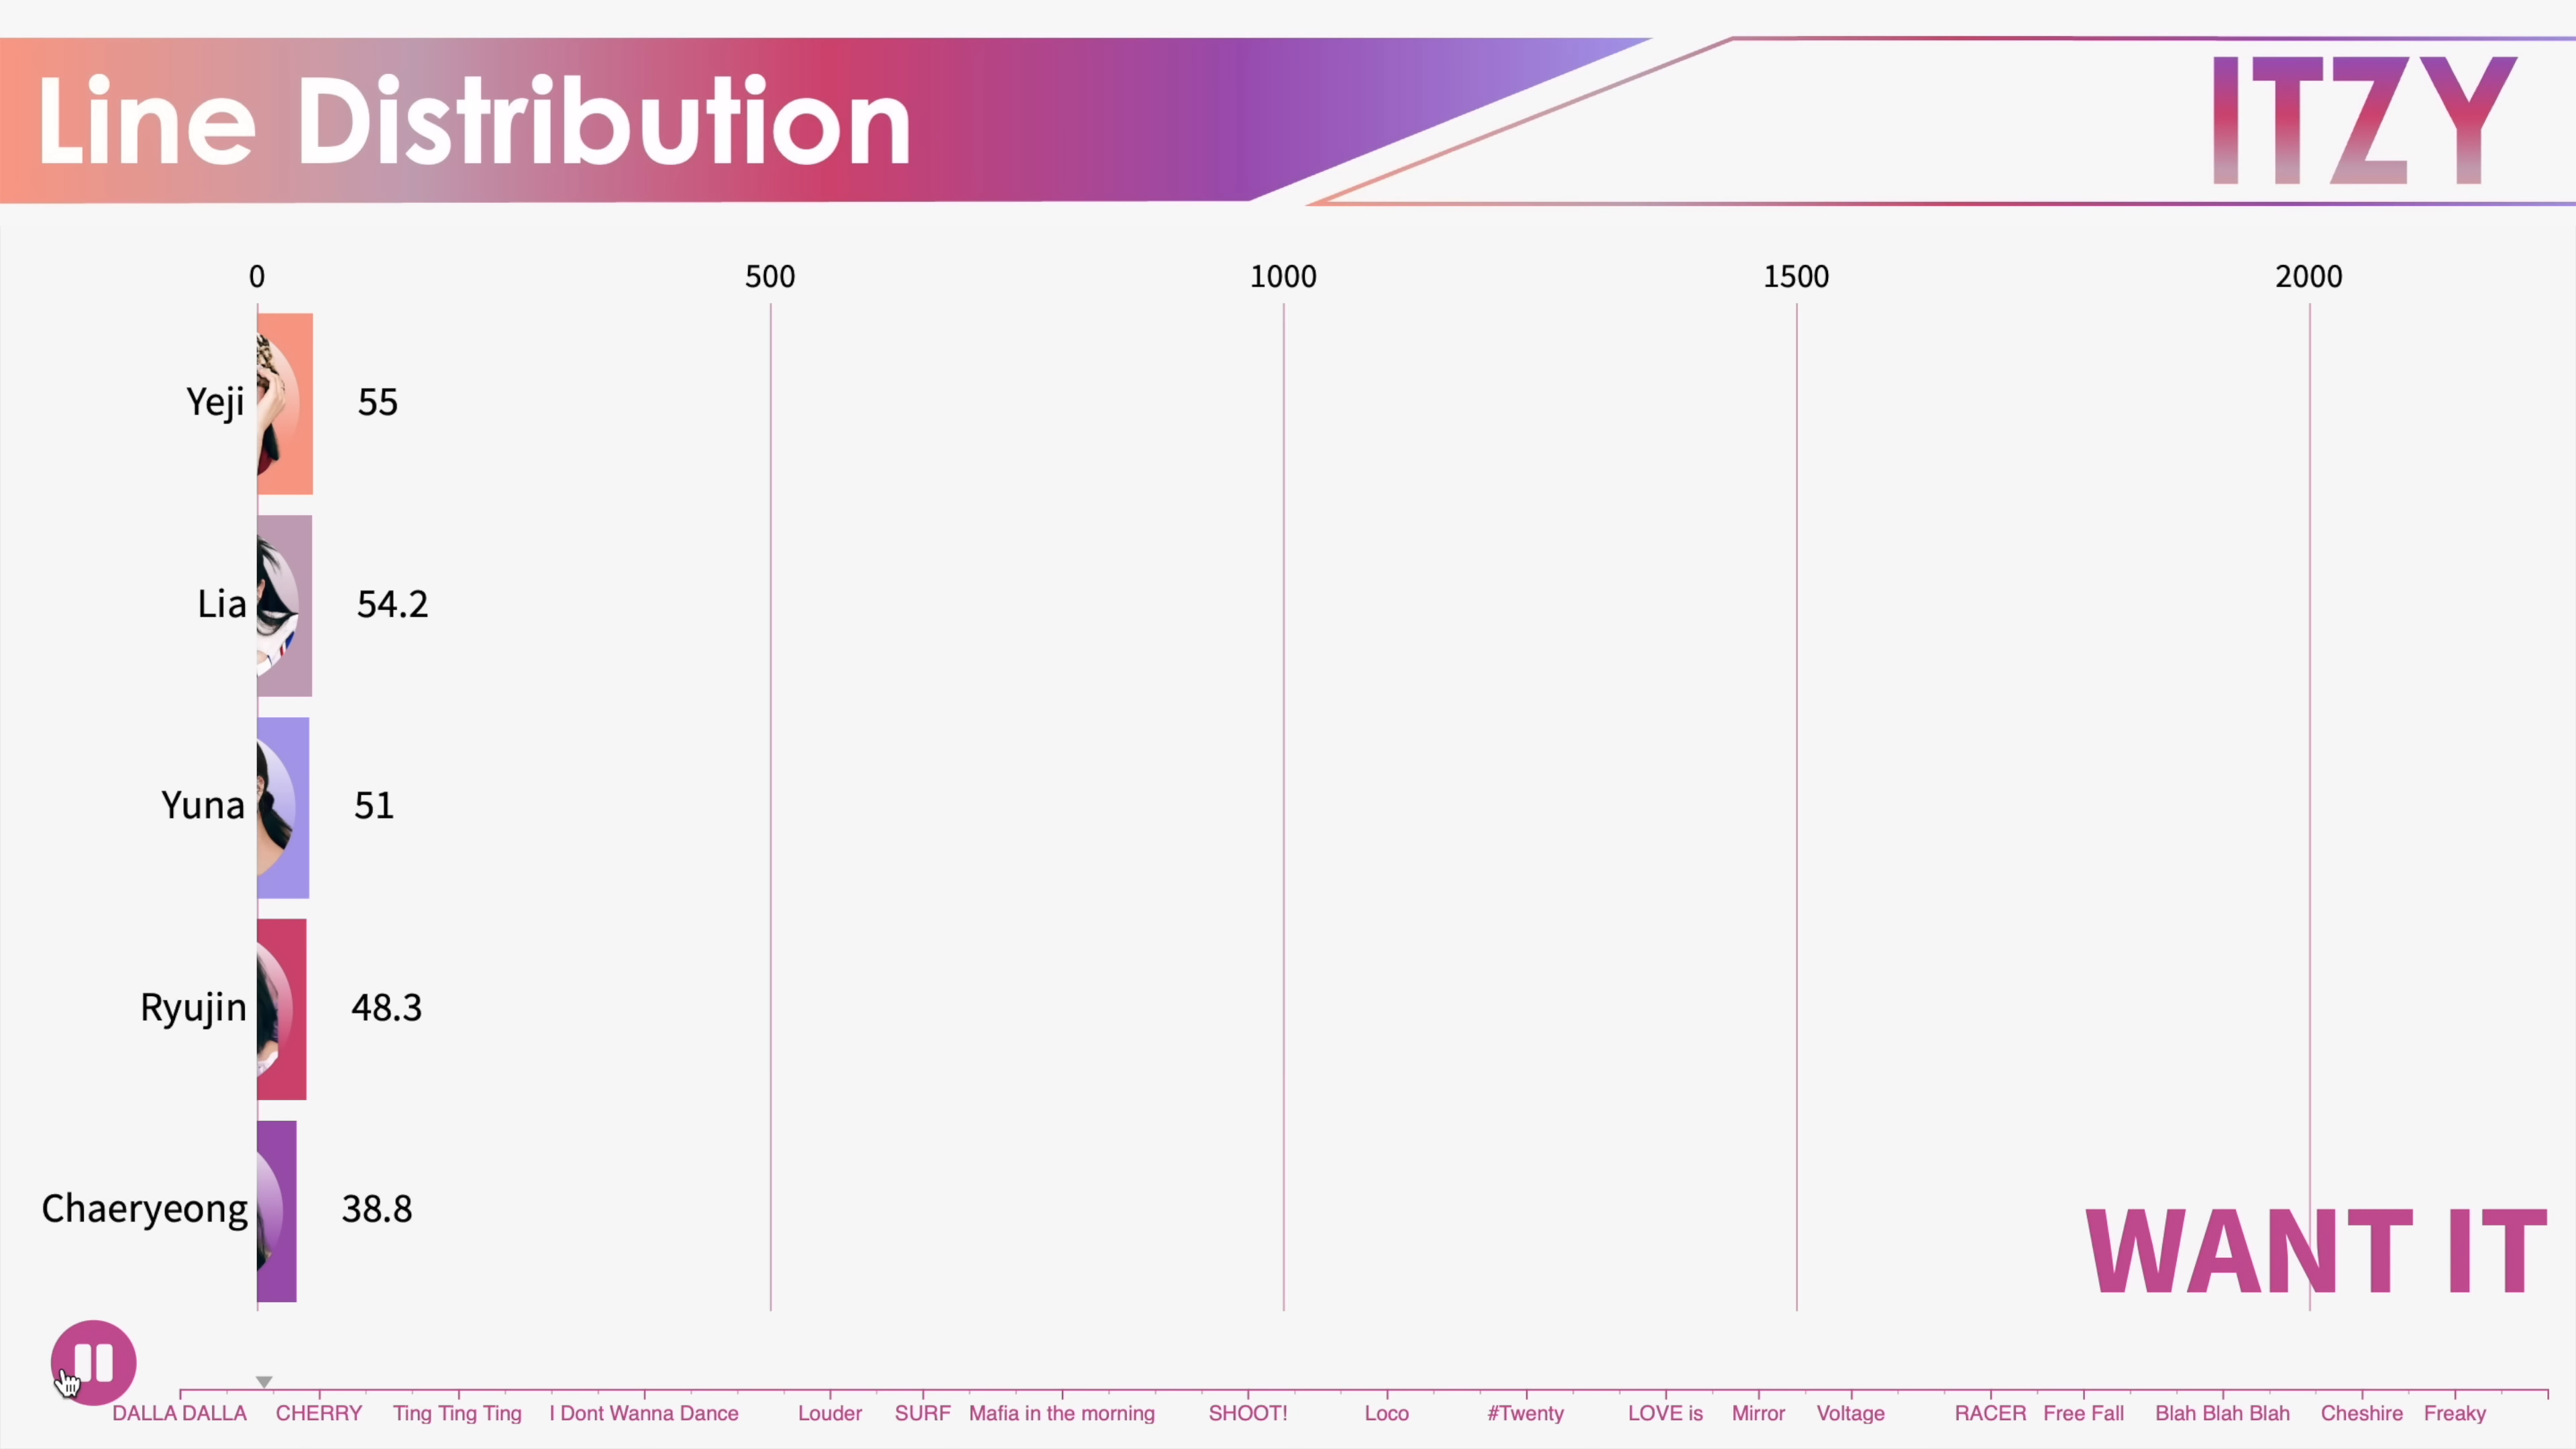 Line Distribution
ITZY
0 500 1000 1500 2000
Yeji 55
Lia 54.2
Yuna 51
Ryujin 48.3
Chaeryeong 38.8
WANT IT
DALLA DALLA CHERRY Ting Ting Ting I Dont Wanna Dance Louder SURF Mafia in the morning SHOOT! Loco #Twenty LOVE is Mirror Voltage RACER Free Fall Blah Blah Blah Cheshire Freaky